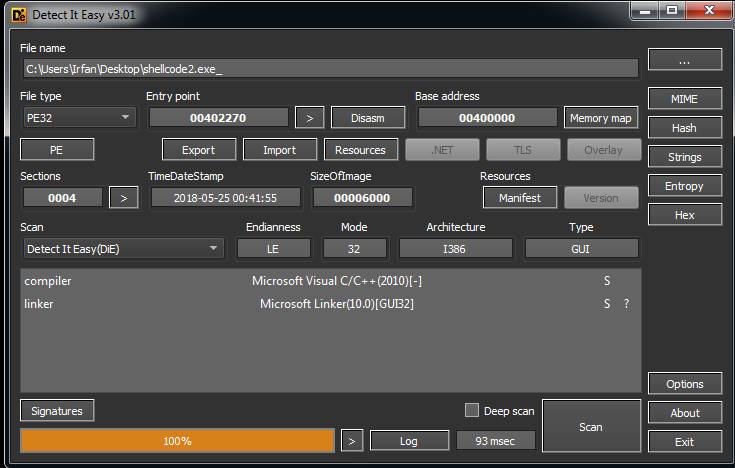 Detect It Easy v3.01
File name
C:\Users\Irfan\Desktop\shellcode2.exe_
...
File type Entry point Base address
PE32 00402270 > Disasm 00400000 Memory map MIME
PE Export Import Resources .NET TLS Overlay Hash
Sections TimeDateStamp SizeOfImage Resources Strings
0004 > 2018-05-25 00:41:55 00006000 Manifest Version Entropy
Hex
Scan Endianness Mode Architecture Type
Detect It Easy(DiE) LE 32 I386 GUI
compiler Microsoft Visual C/C++(2010)[-] S
linker Microsoft Linker(10.0)[GUI32] S ?
Options
Signatures Deep scan Scan About
100% > Log 93 msec Exit